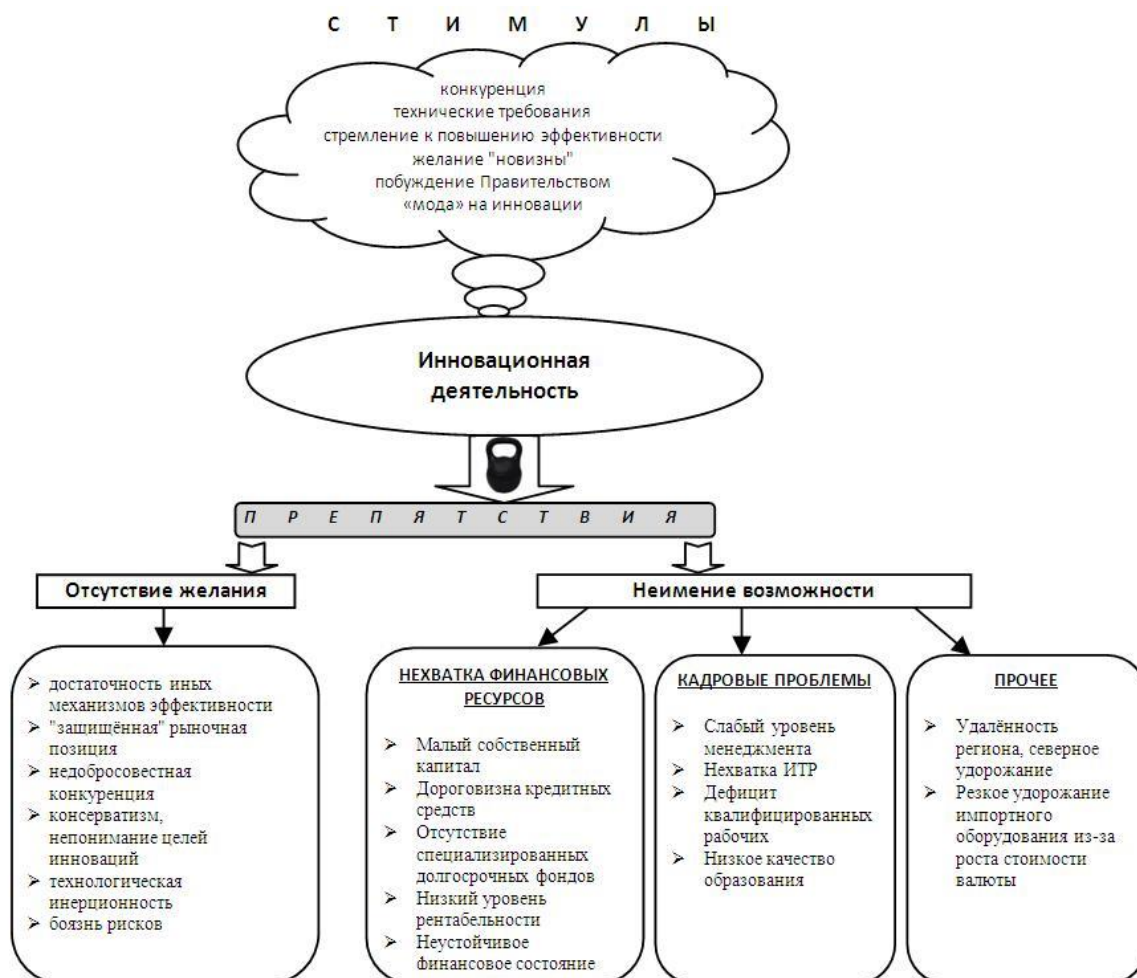 С Т И М У Л Ы
конкуренция
технические требования
стремление к повышению эффективности
желание "новизны"
побуждение Правительством
«мода» на инновации
Инновационная
деятельность
П Р Е П Я Т С Т В И Я
Отсутствие желания
Неимение возможности
➢ достаточность иных
механизмов эффективности
➢ "защищённая" рыночная
позиция
➢ недобросовестная
конкуренция
➢ консерватизм,
непонимание целей
инноваций
➢ технологическая
инерционность
➢ боязнь рисков
НЕХВАТКА ФИНАНСОВЫХ
РЕСУРСОВ
➢ Малый собственный
капитал
➢ Дороговизна кредитных
средств
➢ Отсутствие
специализированных
долгосрочных фондов
➢ Низкий уровень
рентабельности
➢ Неустойчивое
финансовое состояние
КАДРОВЫЕ ПРОБЛЕМЫ
➢ Слабый уровень
менеджмента
➢ Нехватка ИТР
➢ Дефицит
квалифицированных
рабочих
➢ Низкое качество
образования
ПРОЧЕЕ
➢ Удалённость
региона, северное
удорожание
➢ Резкое удорожание
импортного
оборудования из-за
роста стоимости
валюты